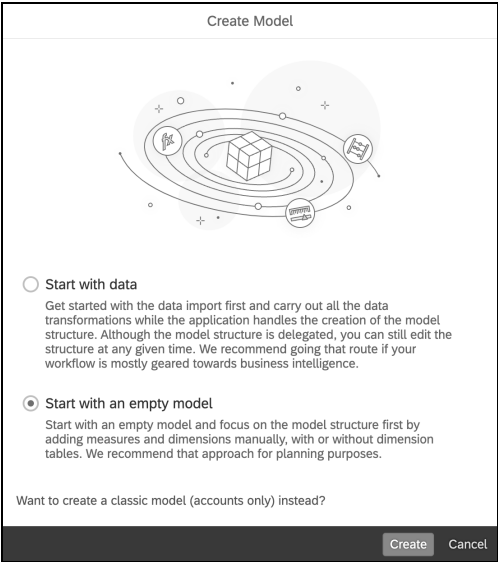 Create Model
fx
Start with data
Get started with the data import first and carry out all the data
transformations while the application handles the creation of the model
structure. Although the model structure is delegated, you can still edit the
structure at any given time. We recommend going that route if your
workflow is mostly geared towards business intelligence.
Start with an empty model
Start with an empty model and focus on the model structure first by
adding measures and dimensions manually, with or without dimension
tables. We recommend that approach for planning purposes.
Want to create a classic model (accounts only) instead?
Create Cancel